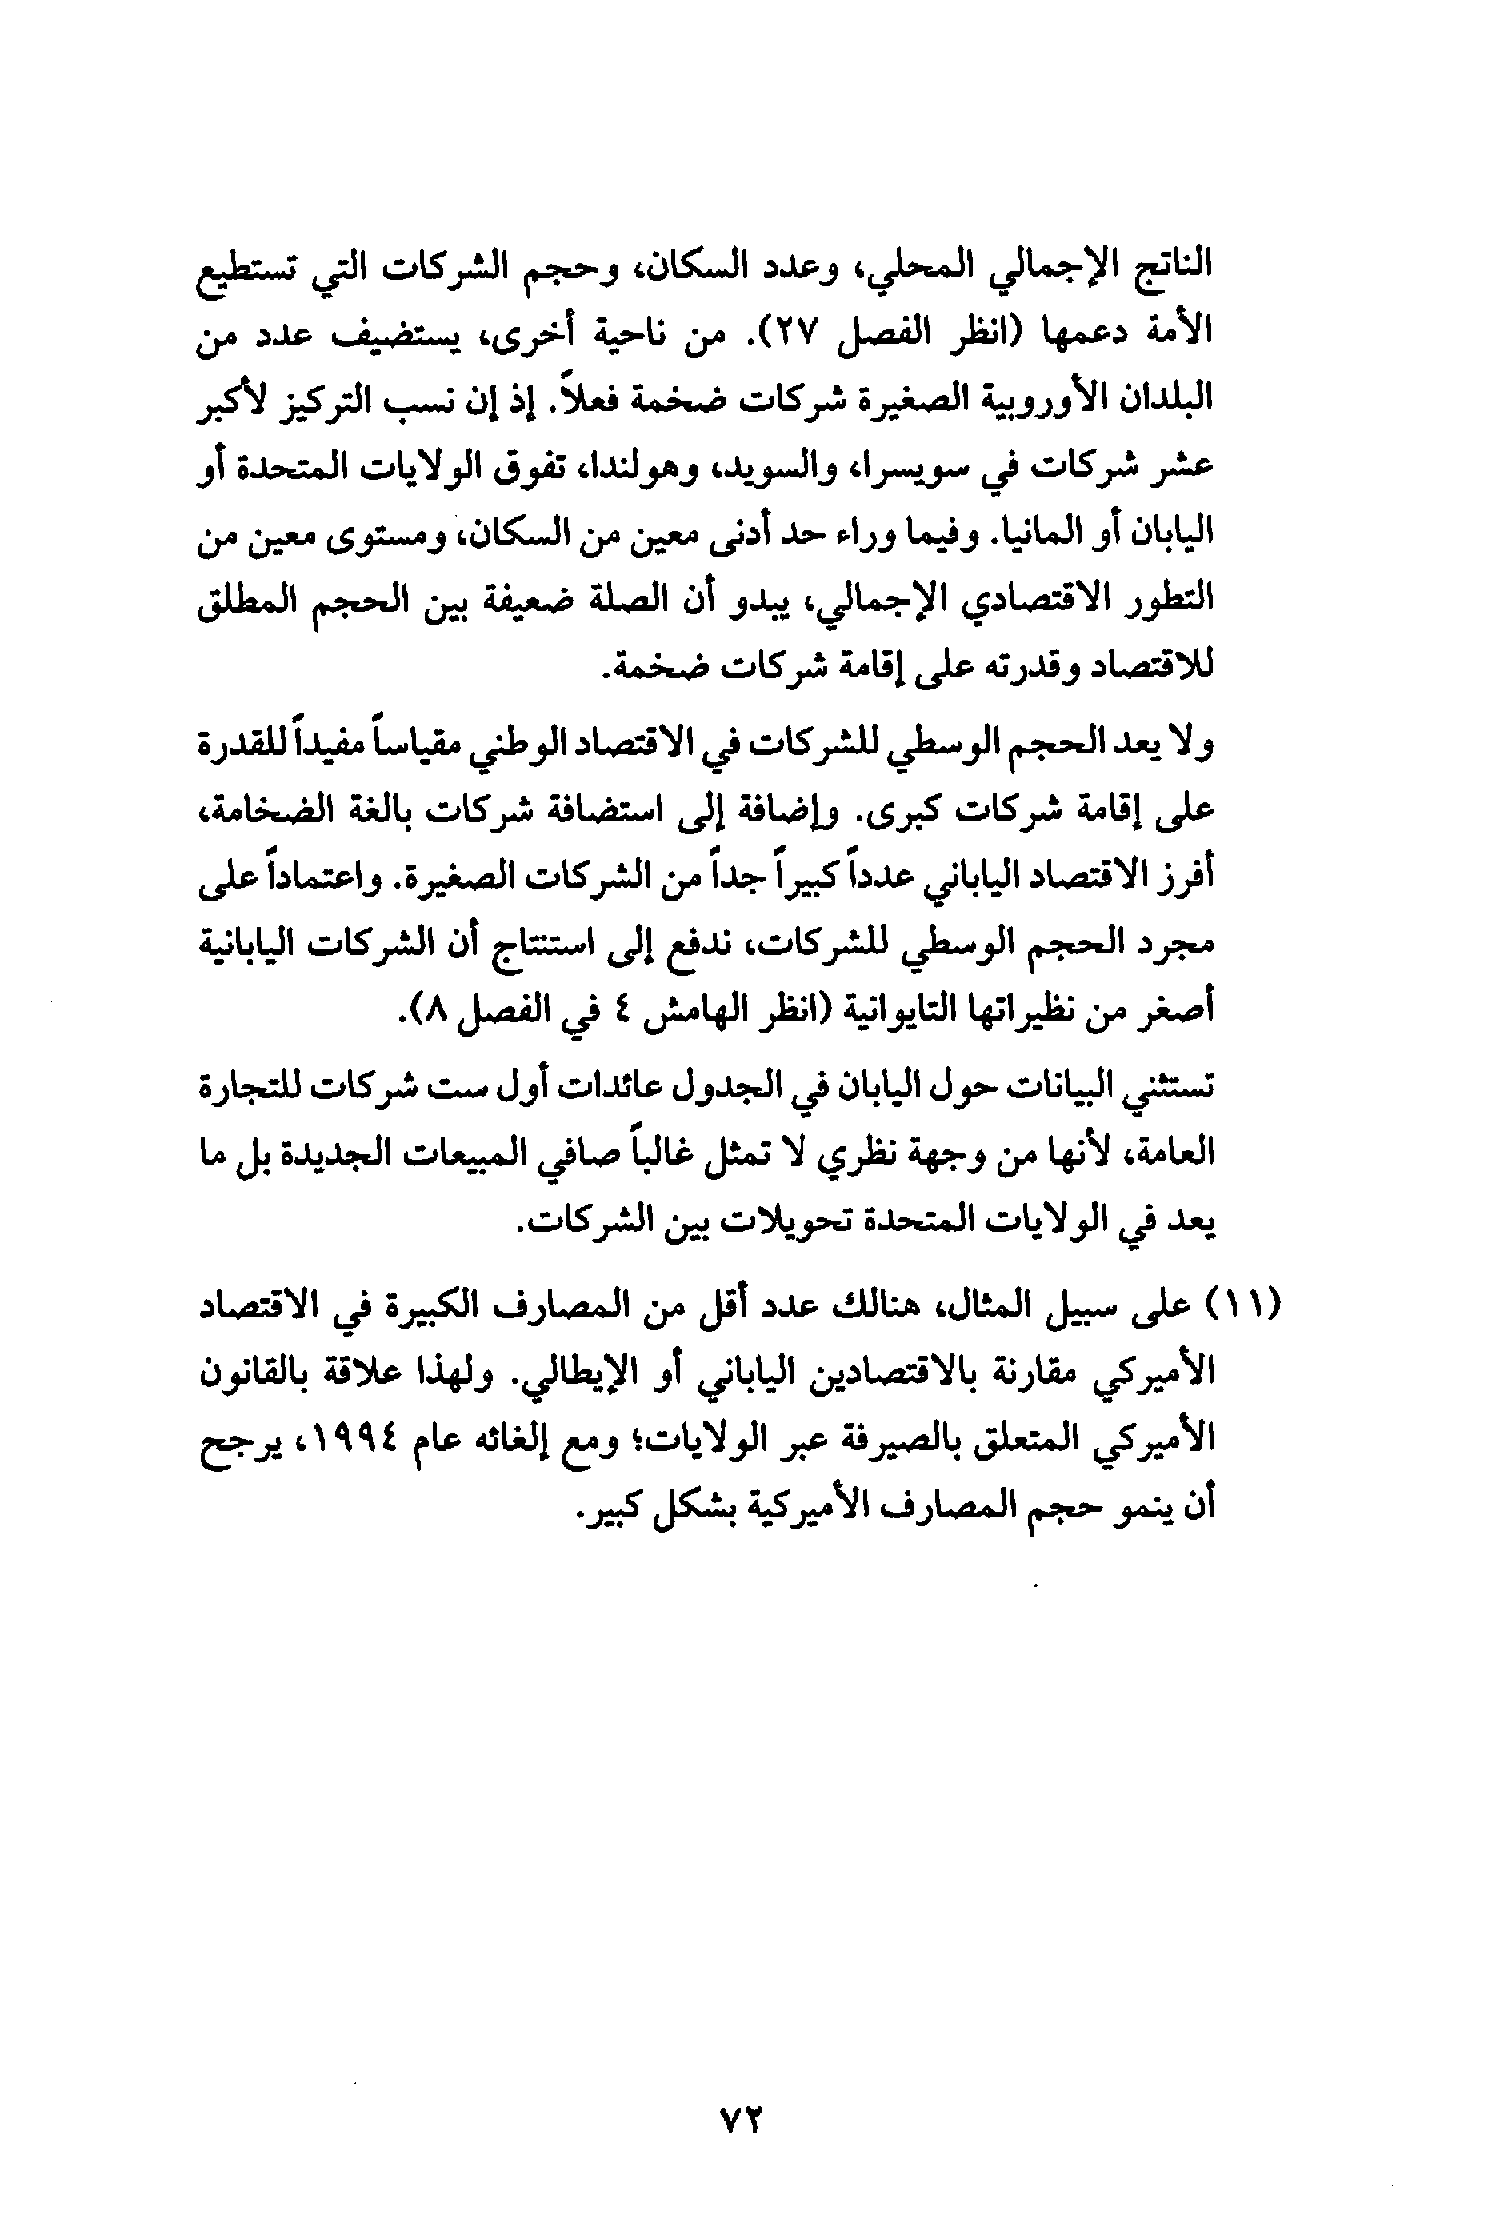 الناتج الإجمالي المحلي، وعدد السكان، وحجم الشركات التي تستطيع
الأمة دعمها (انظر الفصل ٢٧). من ناحية أخرى، يستضيف عدد من
البلدان الأوروبية الصغيرة شركات ضخمة فعلاً. إذ إن نسب التركيز لأكبر
عشر شركات في سويسرا، والسويد، وهولندا، تفوق الولايات المتحدة أو
اليابان أو المانيا. وفيما وراء حد أدنى معين من السكان، ومستوى معين من
التطور الاقتصادي الإجمالي، يبدو أن الصلة ضعيفة بين الحجم المطلق
للاقتصاد وقدرته على إقامة شركات ضخمة.
ولا يعد الحجم الوسطي للشركات في الاقتصاد الوطني مقياساً مفيداً للقدرة
على إقامة شركات كبرى. وإضافة إلى استضافة شركات بالغة الضخامة،
أفرز الاقتصاد الياباني عدداً كبيراً جداً من الشركات الصغيرة. واعتماداً على
مجرد الحجم الوسطي للشركات، ندفع إلى استنتاج أن الشركات اليابانية
أصغر من نظيراتها التايوانية (انظر الهامش ٤ في الفصل ٨).
تستثني البيانات حول اليابان في الجدول عائدات أول ست شركات للتجارة
العامة، لأنها من وجهة نظري لا تمثل غالباً صافي المبيعات الجديدة بل ما
يعد في الولايات المتحدة تحويلات بين الشركات.
(١١) على سبيل المثال، هنالك عدد أقل من المصارف الكبيرة في الاقتصاد
الأميركي مقارنة بالاقتصادين الياباني أو الإيطالي. ولهذا علاقة بالقانون
الأميركي المتعلق بالصيرفة عبر الولايات؛ ومع إلغائه عام ١٩٩٤، يرجح
أن ينمو حجم المصارف الأميركية بشكل كبير.
٧٢